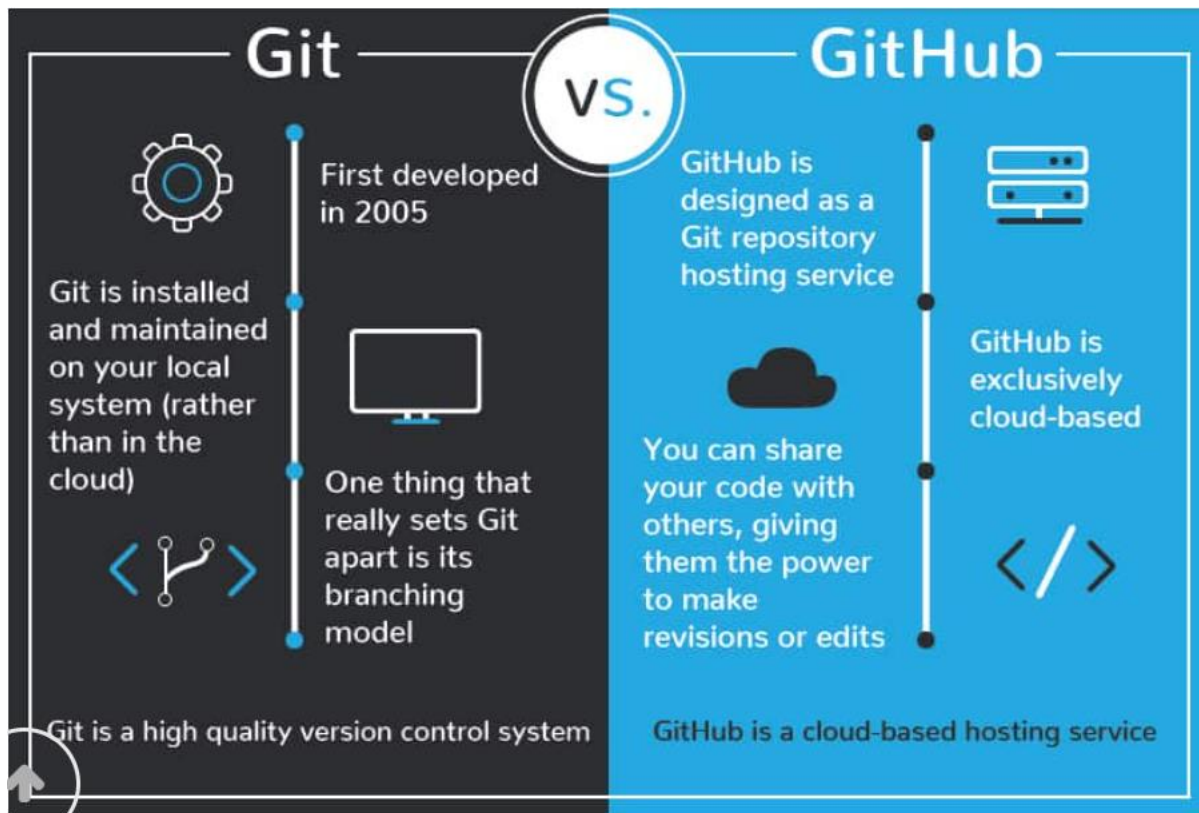 Git
vs.
GitHub
First developed
in 2005
Git is installed
and maintained
on your local
system (rather
than in the
cloud)
One thing that
really sets Git
apart is its
branching
model
Git is a high quality version control system
GitHub is
designed as a
Git repository
hosting service
GitHub is
exclusively
cloud-based
You can share
your code with
others, giving
them the power
to make
revisions or edits
GitHub is a cloud-based hosting service